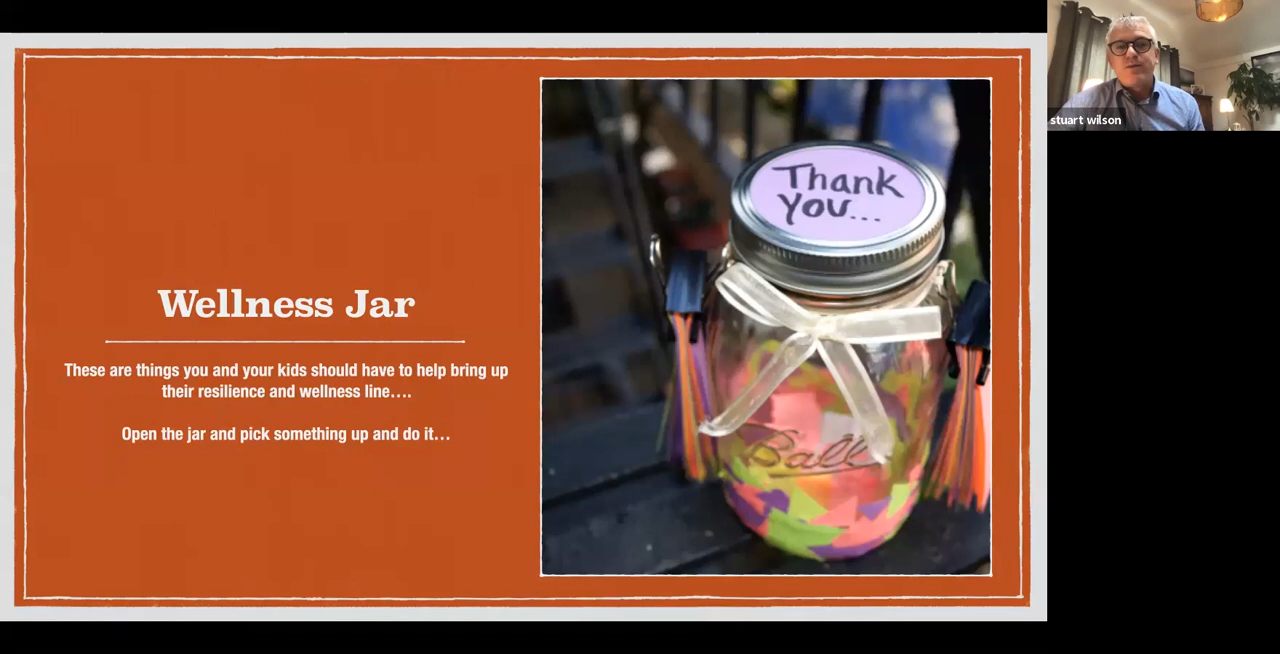 Wellness Jar
These are things you and your kids should have to help bring up
their resilience and wellness line....
Open the jar and pick something up and do it...
Thank
you...
Ball
stuart wilson